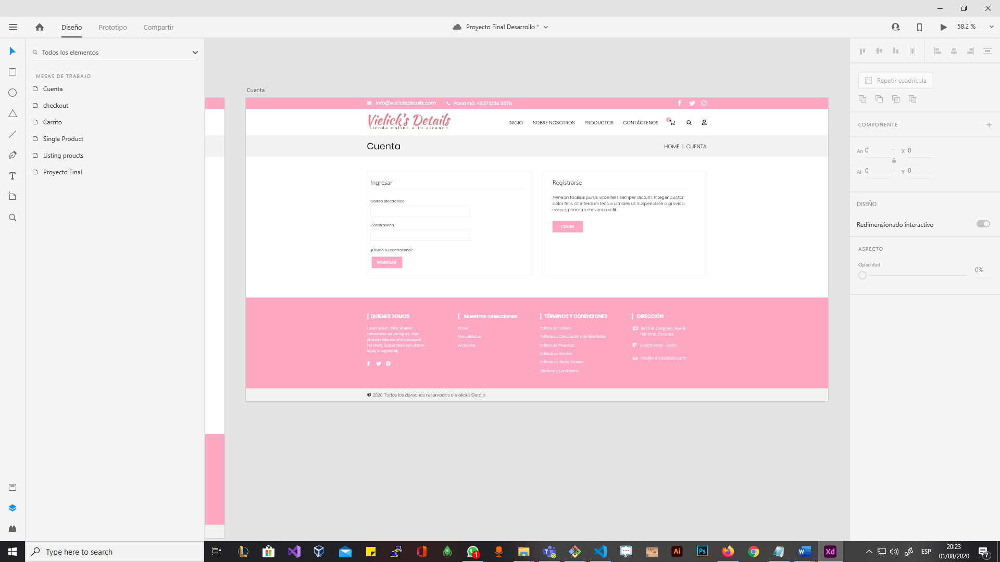 Diseño
Prototipo
Compartir
Proyecto Final Desarrollo *
58.2 %
Todos los elementos
MESAS DE TRABAJO
Cuenta
checkout
Carrito
Single Product
Listing proucts
Proyecto Final
Cuenta
info@vielicksdetails.com
Panamá: +507 1234 5678
Vielick's Details
Tienda online a tu alcance
INICIO
SOBRE NOSOTROS
PRODUCTOS
CONTÁCTENOS
Cuenta
HOME | CUENTA
Ingresar
Correo electrónico
Constraseña
¿Olvidó su contraseña?
INGRESAR
Registrarse
Aenean facilisis purus vitae felis semper dictum. Integer auctor
dolor felis, at interdum lectus ultricies ut. Suspendisse a gravida
neque, pharetra maximus velit.
CREAR
QUIÉNES SOMOS
Lorem ipsum dolor sit amet,
consectetur adipiscing elit. Nam
pharetra felis nec erat consequat
hendrerit. Suspendisse sed ultrices
ligula, in sagittis elit.
Nuestras colecciones
Bodas
Manualidades
Accesorios
TÉRMINOS Y CONDICIONES
Política de Cookies
Políticas de Cancelación y de Reembolso
Política de Privacidad
Políticas de Servicio
Políticas de Redes Sociales
Términos y Condiciones
DIRECCIÓN
3415 El Cangrejo, Ave B.
Panama, Panama
(+507) 5555 - 5555
info@vielicksdetails.com
© 2020. Todos los derechos reservados a Vielick's Details
Repetir cuadrícula
COMPONENTE
An 0
X 0
Al 0
Y 0
DISEÑO
Redimensionado interactivo
ASPECTO
Opacidad
0%
Type here to search
1
Ai
Ps
Xd
ESP
20:23
01/08/2020
7